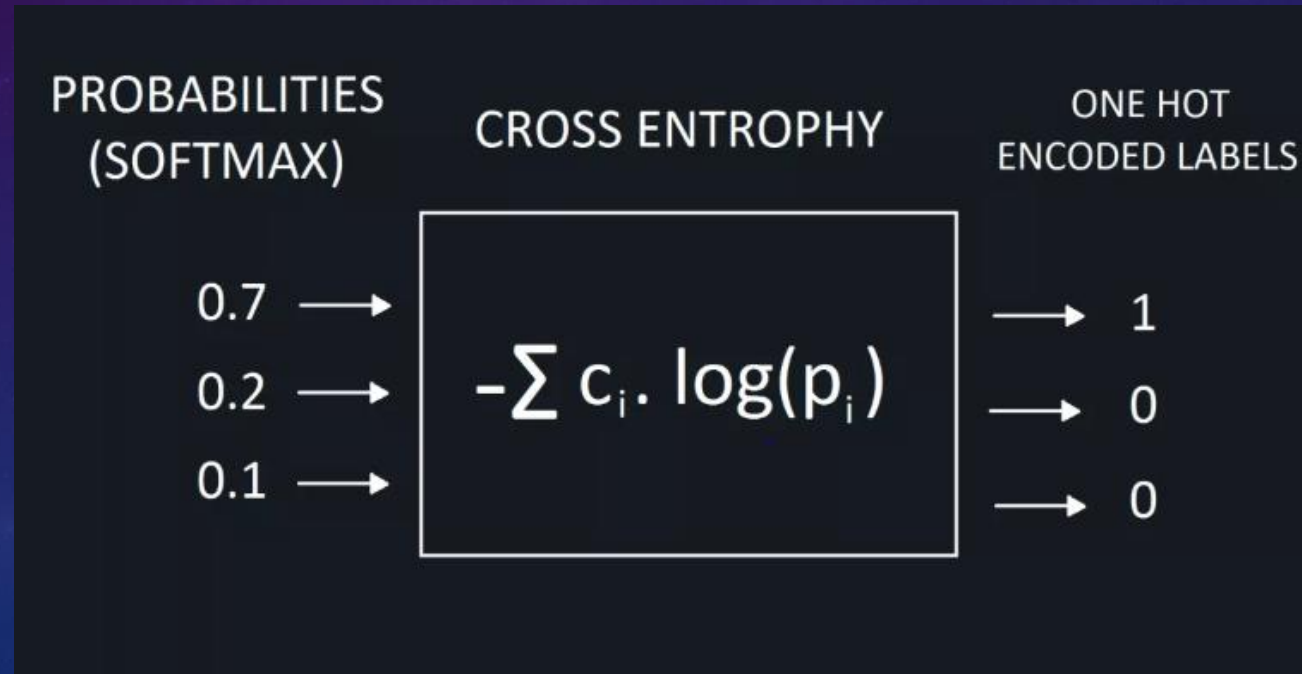 PROBABILITIES
(SOFTMAX)
CROSS ENTROPHY
ONE HOT
ENCODED LABELS
0.7
0.2
0.1
-∑ cᵢ. log(pᵢ)
1
0
0